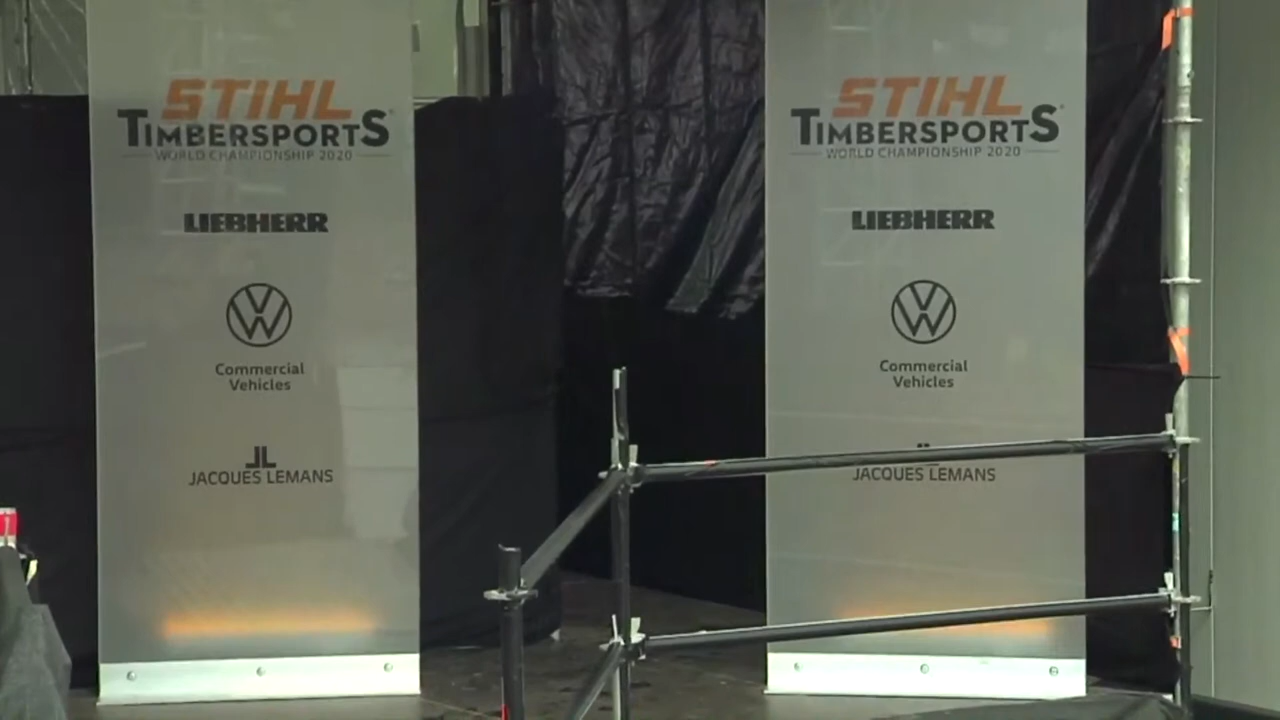 STIHL
TIMBERSPORTS®
WORLD CHAMPIONSHIP 2020
LIEBHERR
Commercial
Vehicles
JL
JACQUES LEMANS
STIHL
TIMBERSPORTS®
WORLD CHAMPIONSHIP 2020
LIEBHERR
Commercial
Vehicles
JACQUES LEMANS